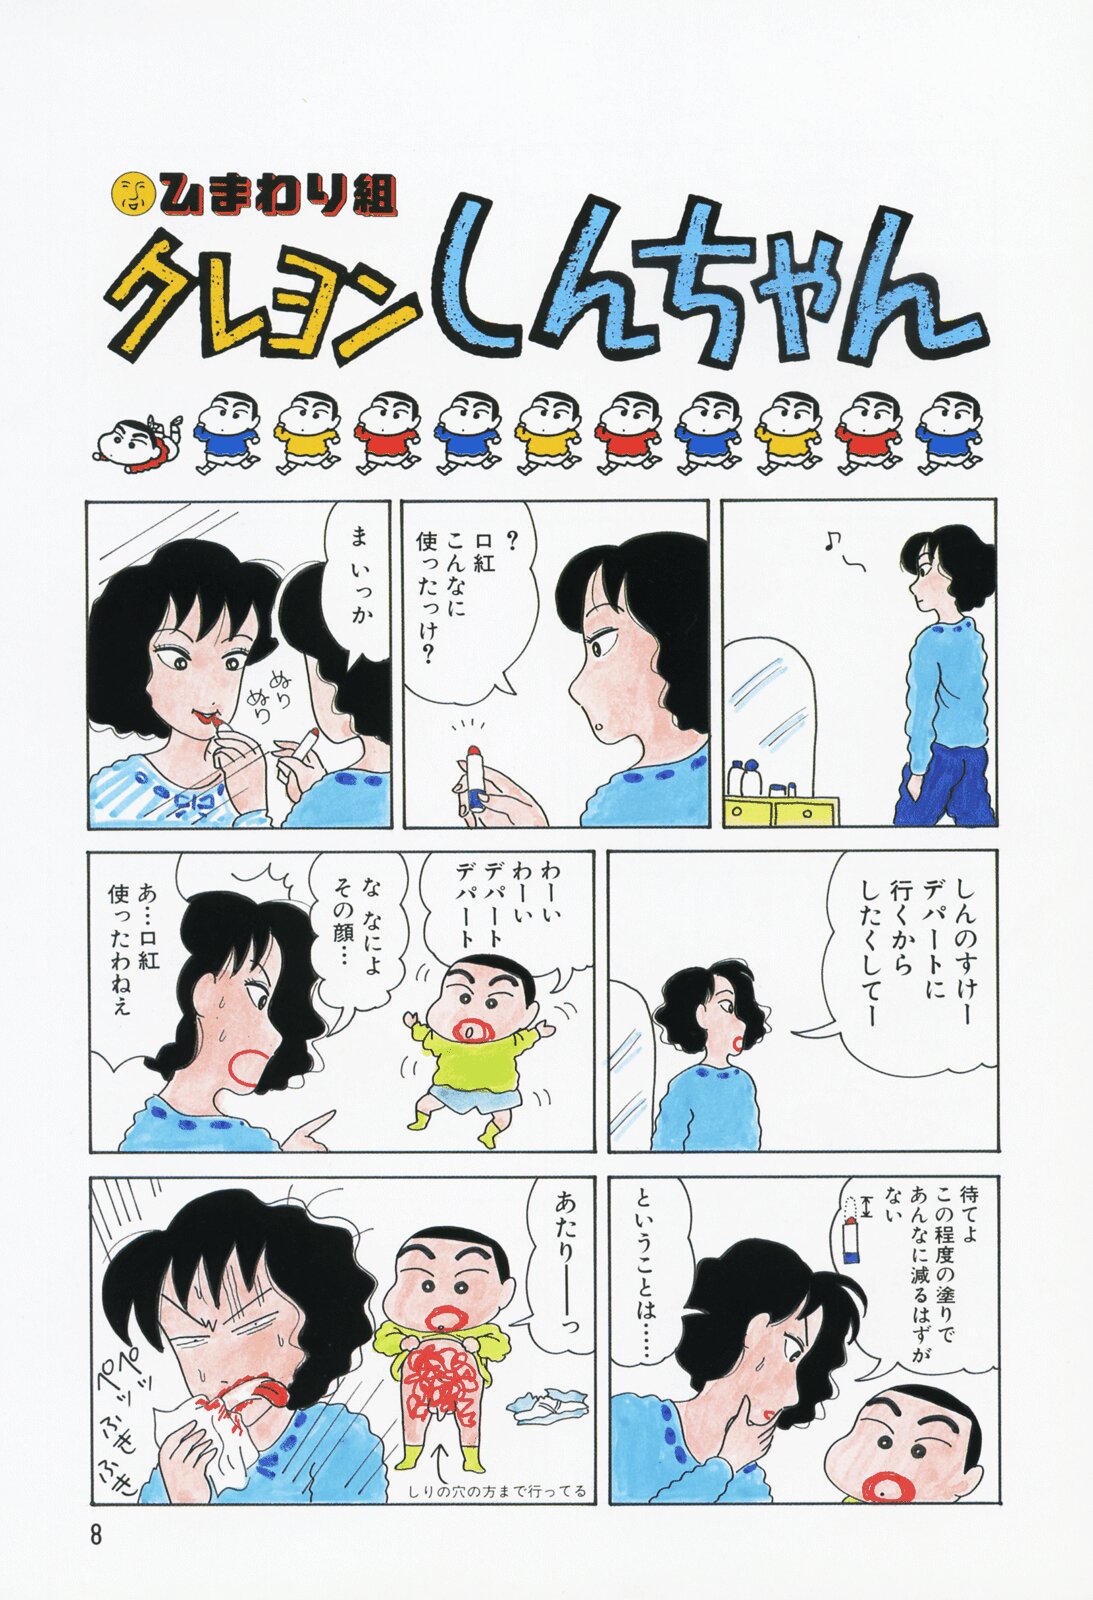 ひまわり組
クレヨンしんちゃん
♪
?
口紅
こんなに
使ったっけ?
まいっか
ぬり
ぬり
しんのすけー
デパートに
行くから
したくしてー
わーい
わーい
デパート
デパート
な なによ
その顔…
あ…口紅
使ったわねぇ
待てよ
この程度の塗りで
あんなに減るはずが
ない
ということは……
あたり──っ
しりの穴の方まで行ってる
ペッペッ
ふき
ふき
8